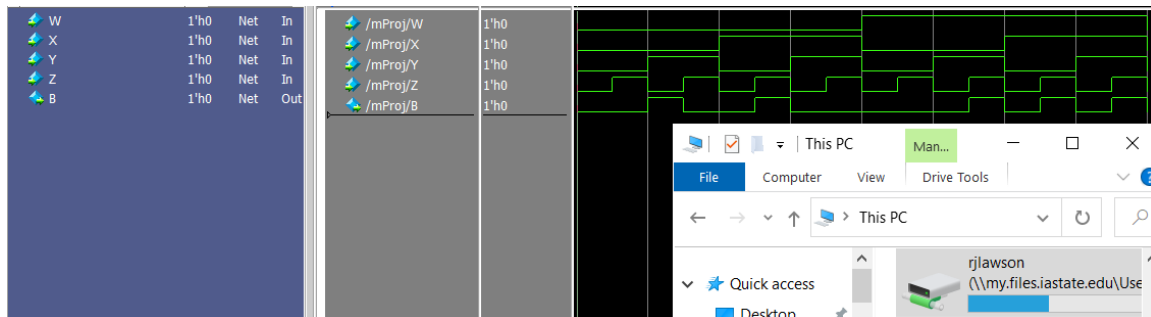 W 1'h0 Net In
X 1'h0 Net In
Y 1'h0 Net In
Z 1'h0 Net In
B 1'h0 Net Out
/mProj/W 1'h0
/mProj/X 1'h0
/mProj/Y 1'h0
/mProj/Z 1'h0
/mProj/B 1'h0
This PC Man...
File Computer View Drive Tools
This PC
Quick access
Desktop
rjlawson
(\\my.files.iastate.edu\Use